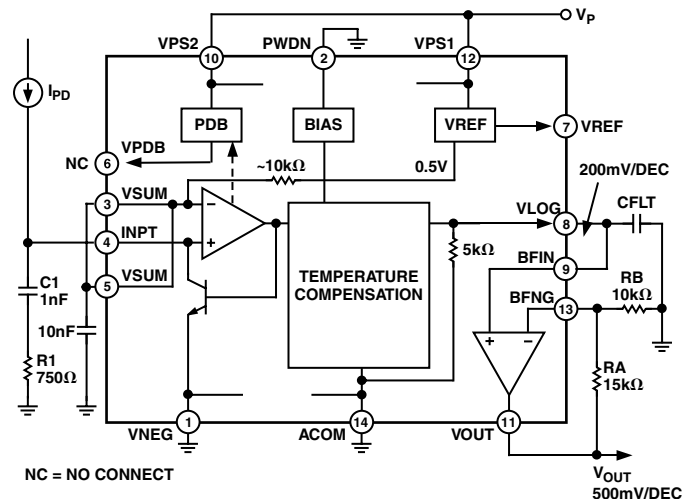 V_P
VPS2
PWDN
VPS1
10
2
12
I_PD
PDB
BIAS
VREF
7
VREF
VPDB
NC
6
~10kΩ
0.5V
200mV/DEC
VSUM
3
−
VLOG
CFLT
8
INPT
4
+
5kΩ
BFIN
9
VSUM
5
TEMPERATURE
COMPENSATION
C1
1nF
10nF
BFNG
13
RB
10kΩ
+
−
R1
750Ω
RA
15kΩ
1
14
11
VNEG
ACOM
VOUT
NC = NO CONNECT
V_OUT
500mV/DEC